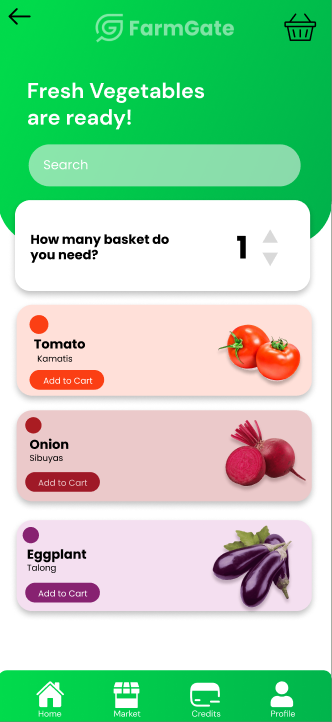 FarmGate
Fresh Vegetables
are ready!
Search
How many basket do
you need?
1
Tomato
Kamatis
Add to Cart
Onion
Sibuyas
Add to Cart
Eggplant
Talong
Add to Cart
Home
Market
Credits
Profile